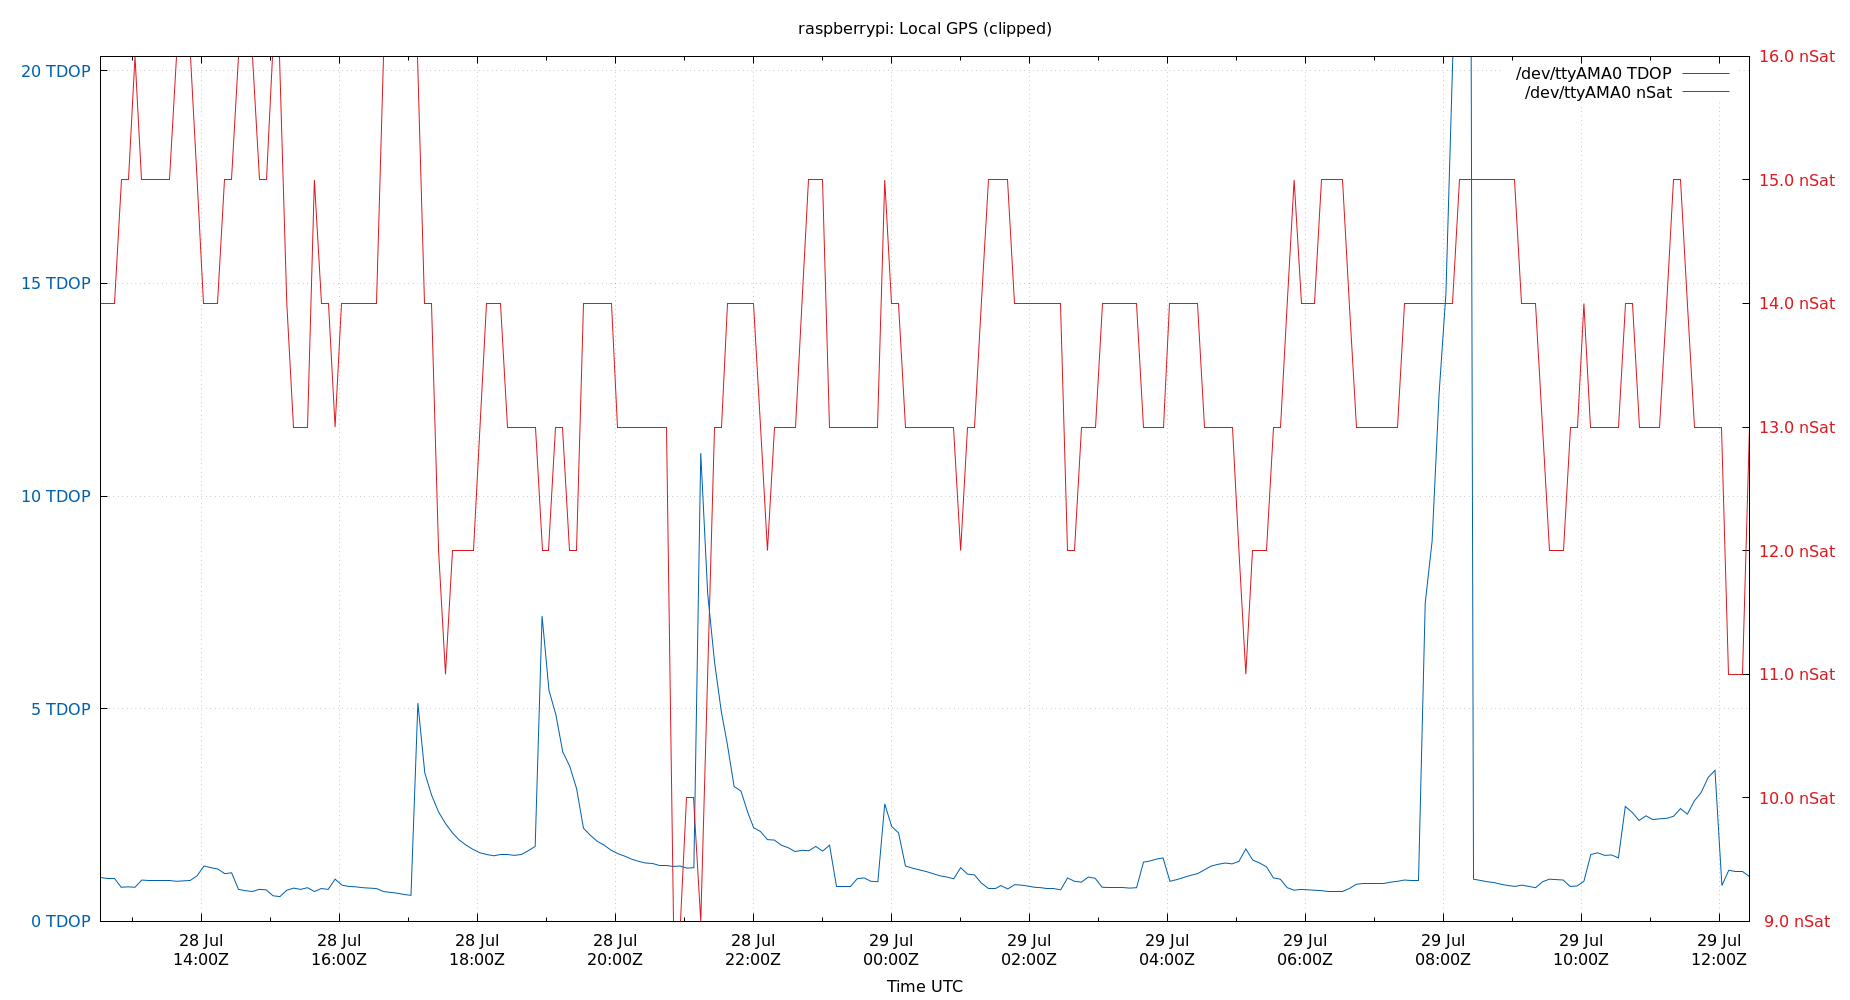 raspberrypi: Local GPS (clipped)
20 TDOP
15 TDOP
10 TDOP
5 TDOP
0 TDOP
16.0 nSat
15.0 nSat
14.0 nSat
13.0 nSat
12.0 nSat
11.0 nSat
10.0 nSat
9.0 nSat
/dev/ttyAMA0 TDOP
/dev/ttyAMA0 nSat
28 Jul
14:00Z
28 Jul
16:00Z
28 Jul
18:00Z
28 Jul
20:00Z
28 Jul
22:00Z
29 Jul
00:00Z
29 Jul
02:00Z
29 Jul
04:00Z
29 Jul
06:00Z
29 Jul
08:00Z
29 Jul
10:00Z
29 Jul
12:00Z
Time UTC